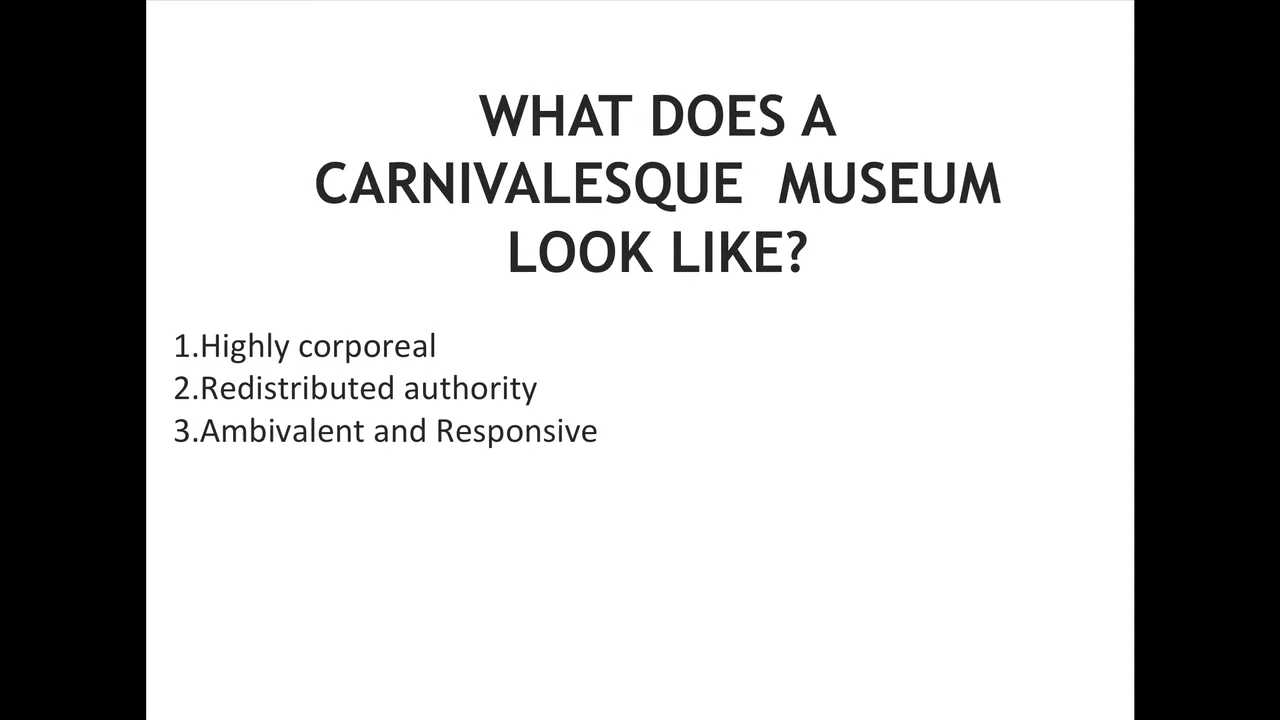 WHAT DOES A
CARNIVALESQUE  MUSEUM
LOOK LIKE?
1.Highly corporeal
2.Redistributed authority
3.Ambivalent and Responsive